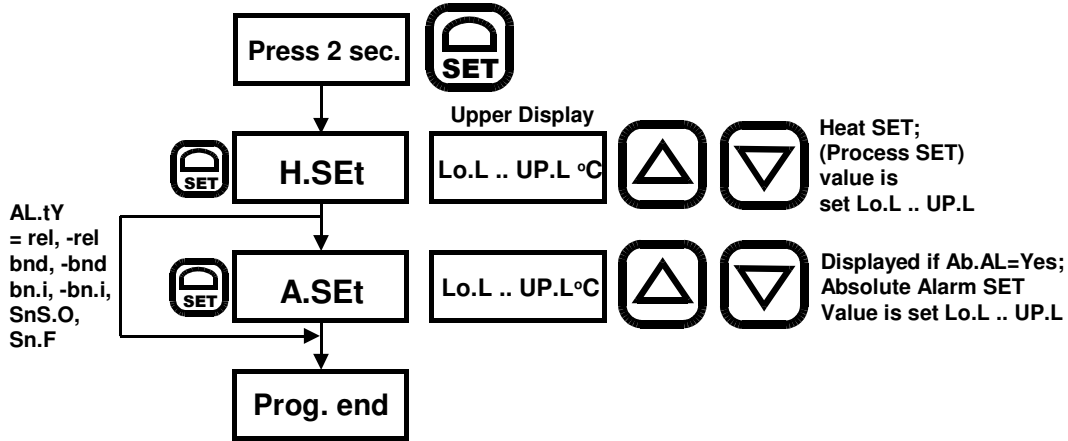 Press 2 sec.
SET
Upper Display
SET
H.SEt
Lo.L .. UP.L ºC
Heat SET;
(Process SET)
value is
set Lo.L .. UP.L
AL.tY
= rel, -rel
bnd, -bnd
bn.i, -bn.i,
SnS.O,
Sn.F
SET
A.SEt
Lo.L .. UP.LºC
Displayed if Ab.AL=Yes;
Absolute Alarm SET
Value is set Lo.L .. UP.L
Prog. end